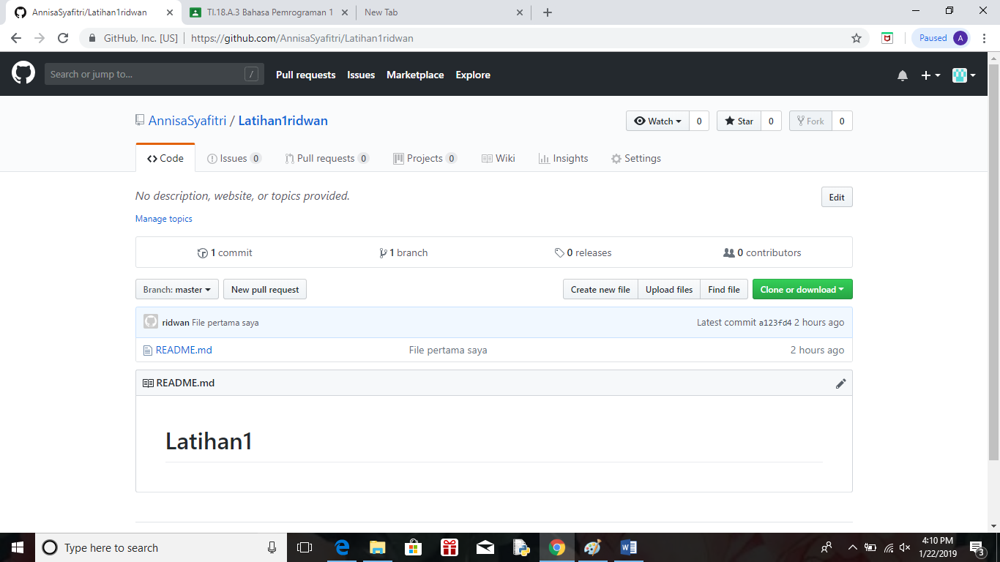 AnnisaSyafitri/Latihan1ridwan
TI.18.A.3 Bahasa Pemrograman 1
New Tab
GitHub, Inc. [US]
https://github.com/AnnisaSyafitri/Latihan1ridwan
Paused
A
Search or jump to...
/
Pull requests
Issues
Marketplace
Explore
AnnisaSyafitri / Latihan1ridwan
Watch 0
Star 0
Fork 0
Code
Issues 0
Pull requests 0
Projects 0
Wiki
Insights
Settings
No description, website, or topics provided.
Edit
Manage topics
1 commit
1 branch
0 releases
0 contributors
Branch: master
New pull request
Create new file
Upload files
Find file
Clone or download
ridwan File pertama saya
Latest commit a123fd4 2 hours ago
README.md
File pertama saya
2 hours ago
README.md
Latihan1
Type here to search
4:10 PM
1/22/2019
3